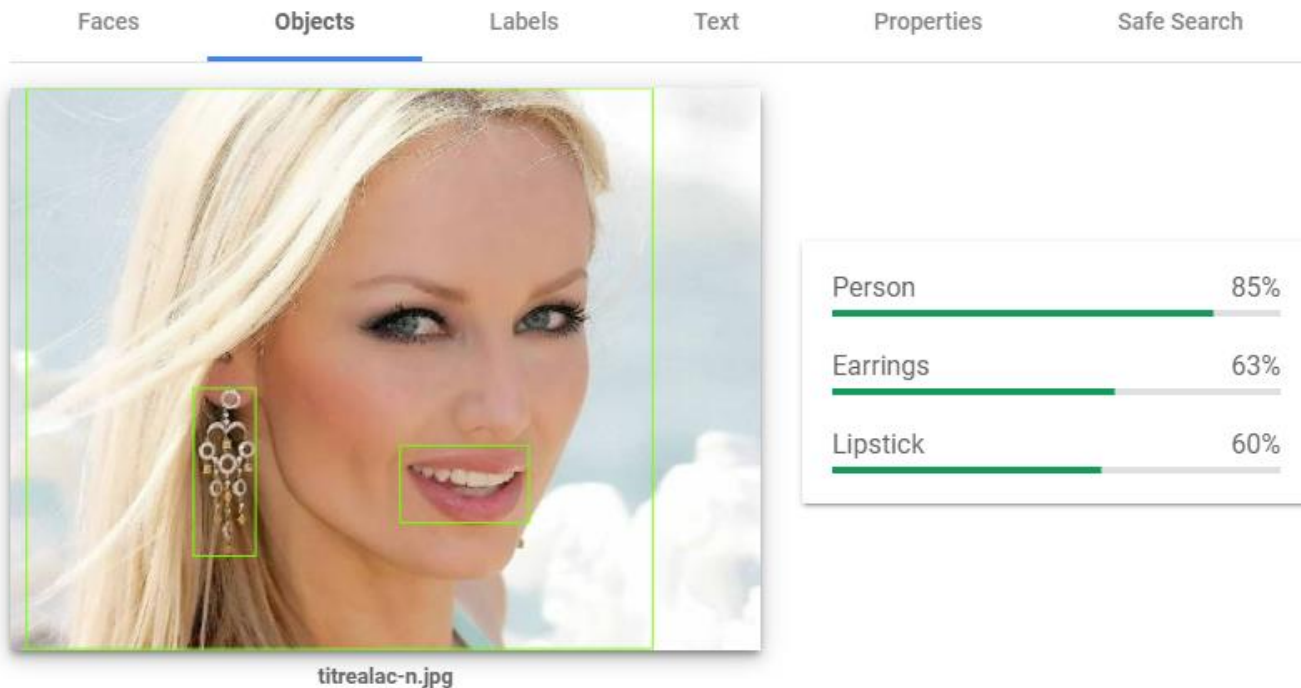 Faces Objects Labels Text Properties Safe Search
Person 85%
Earrings 63%
Lipstick 60%
titrealac-n.jpg